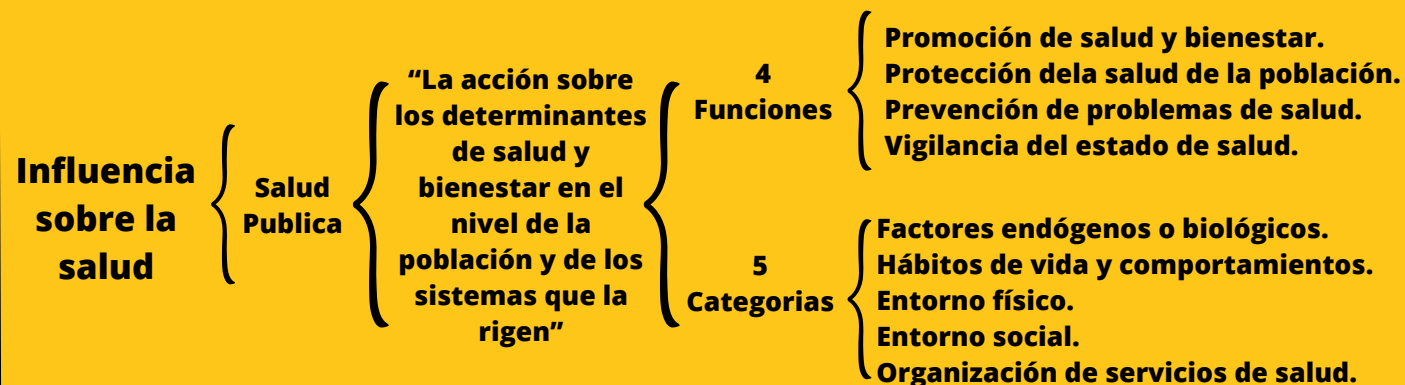 Influencia
sobre la
salud
Salud
Publica
“La acción sobre
los determinantes
de salud y
bienestar en el
nivel de la
población y de los
sistemas que la
rigen”
4
Funciones
Promoción de salud y bienestar.
Protección dela salud de la población.
Prevención de problemas de salud.
Vigilancia del estado de salud.
5
Categorias
Factores endógenos o biológicos.
Hábitos de vida y comportamientos.
Entorno físico.
Entorno social.
Organización de servicios de salud.